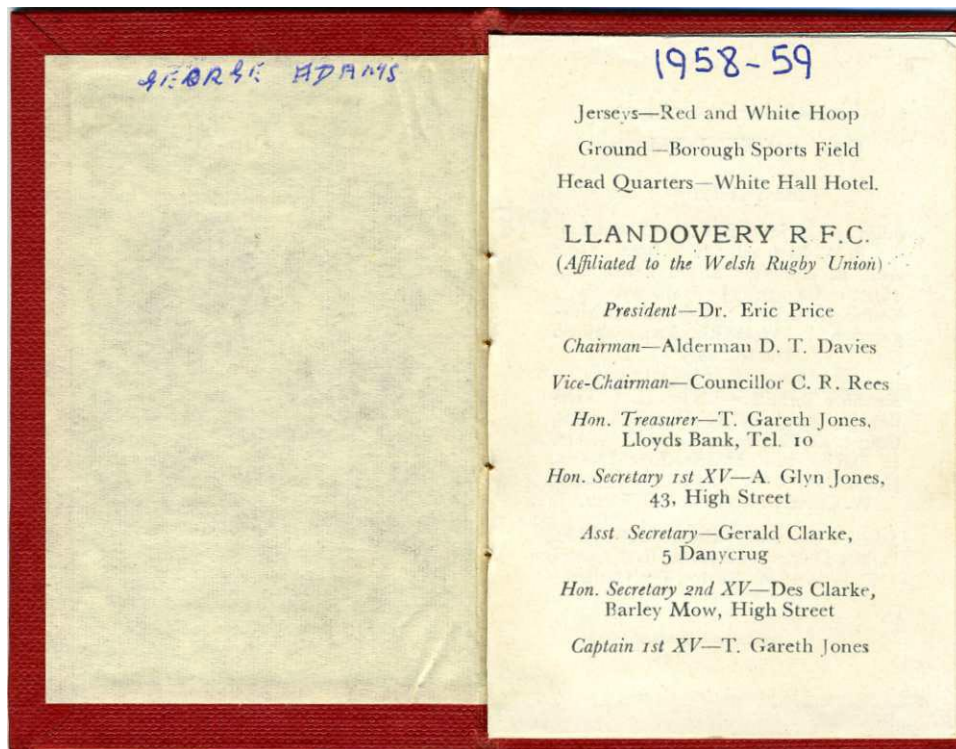 GEORGE ADAMS
1958-59
Jerseys—Red and White Hoop
Ground—Borough Sports Field
Head Quarters—White Hall Hotel.
LLANDOVERY R F.C.
(Affiliated to the Welsh Rugby Union)
President—Dr. Eric Price
Chairman—Alderman D. T. Davies
Vice-Chairman—Councillor C. R. Rees
Hon. Treasurer—T. Gareth Jones,
Lloyds Bank, Tel. 10
Hon. Secretary 1st XV—A. Glyn Jones,
43, High Street
Asst. Secretary—Gerald Clarke,
5 Danycrug
Hon. Secretary 2nd XV—Des Clarke,
Barley Mow, High Street
Captain 1st XV—T. Gareth Jones